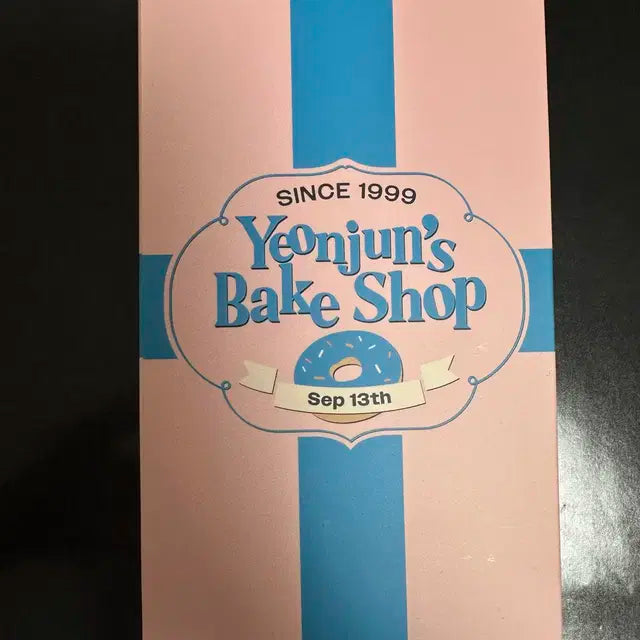 SINCE 1999
Yeonjun's
Bake Shop
Sep 13th